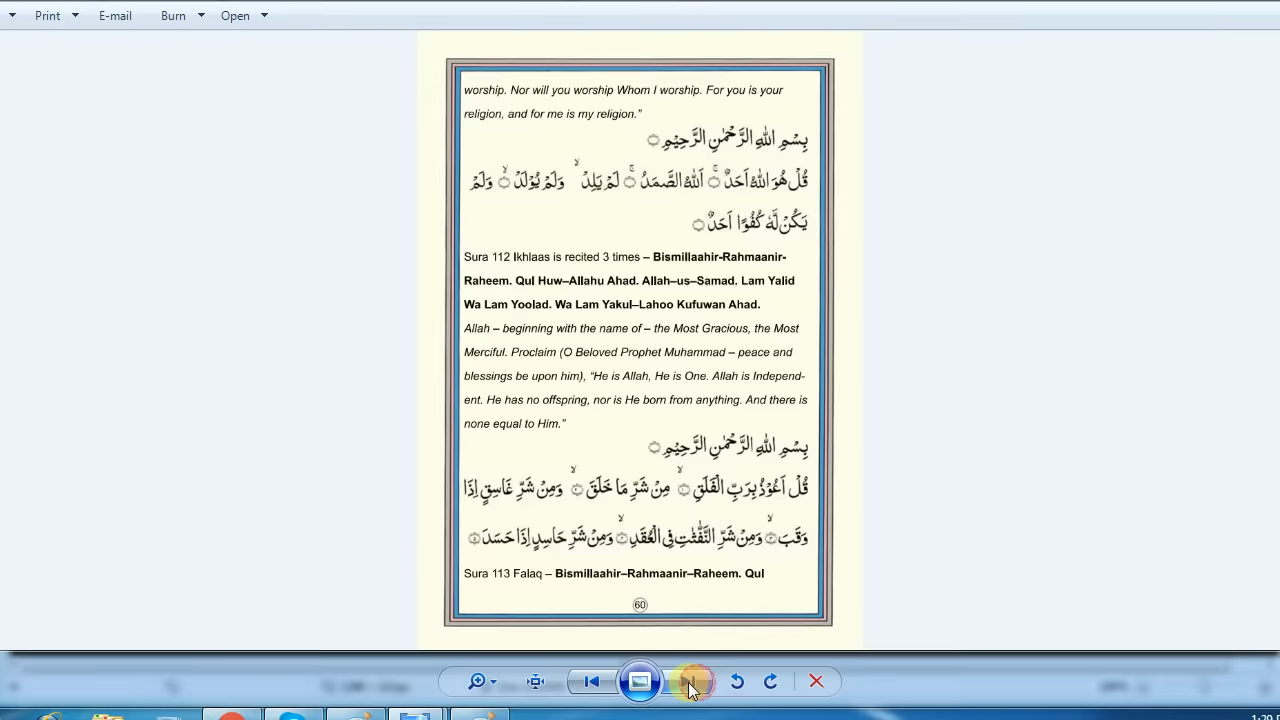 Print E-mail Burn Open
worship. Nor will you worship Whom I worship. For you is your
religion, and for me is my religion.”
بِسْمِ اللهِ الرَّحْمٰنِ الرَّحِيْمِ
قُلْ هُوَ اللهُ اَحَدٌ ۚ اَللهُ الصَّمَدُ ۚ لَمْ يَلِدْ ۙ وَلَمْ يُوْلَدْ ۙ وَلَمْ
يَكُنْ لَّهٗ كُفُوًا اَحَدٌ
Sura 112 Ikhlaas is recited 3 times – Bismillaahir-Rahmaanir-
Raheem. Qul Huw–Allahu Ahad. Allah–us–Samad. Lam Yalid
Wa Lam Yoolad. Wa Lam Yakul–Lahoo Kufuwan Ahad.
Allah – beginning with the name of – the Most Gracious, the Most
Merciful. Proclaim (O Beloved Prophet Muhammad – peace and
blessings be upon him), “He is Allah, He is One. Allah is Independ-
ent. He has no offspring, nor is He born from anything. And there is
none equal to Him.”
بِسْمِ اللهِ الرَّحْمٰنِ الرَّحِيْمِ
قُلْ اَعُوْذُ بِرَبِّ الْفَلَقِ ۙ مِنْ شَرِّ مَا خَلَقَ ۙ وَمِنْ شَرِّ غَاسِقٍ اِذَا
وَقَبَ ۙ وَمِنْ شَرِّ النَّفّٰثٰتِ فِي الْعُقَدِ ۙ وَمِنْ شَرِّ حَاسِدٍ اِذَا حَسَدَ
Sura 113 Falaq – Bismillaahir–Rahmaanir–Raheem. Qul
60